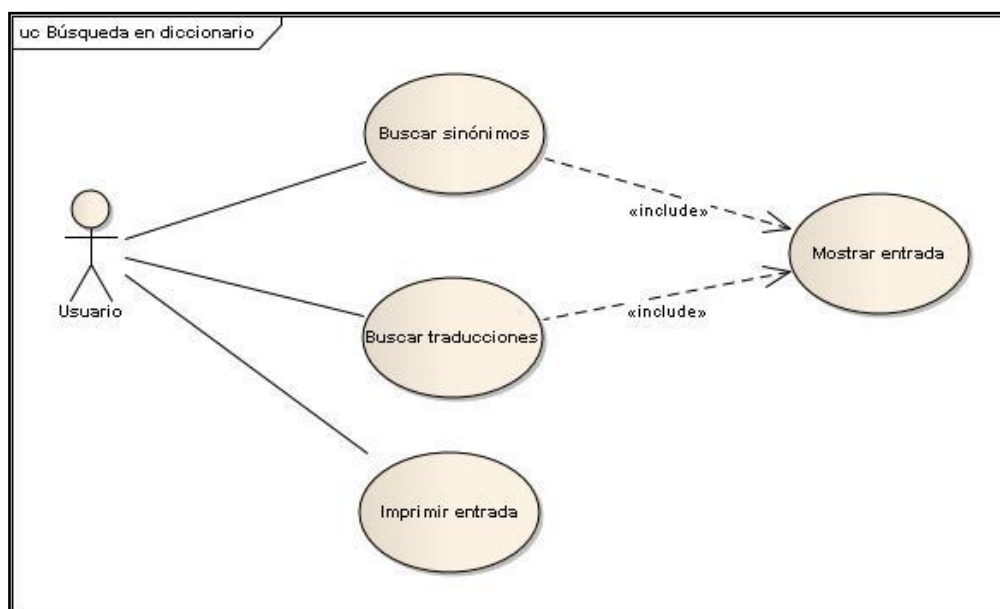 uc Búsqueda en diccionario
Buscar sinónimos
«include»
Mostrar entrada
Usuario
Buscar traducciones
«include»
Imprimir entrada